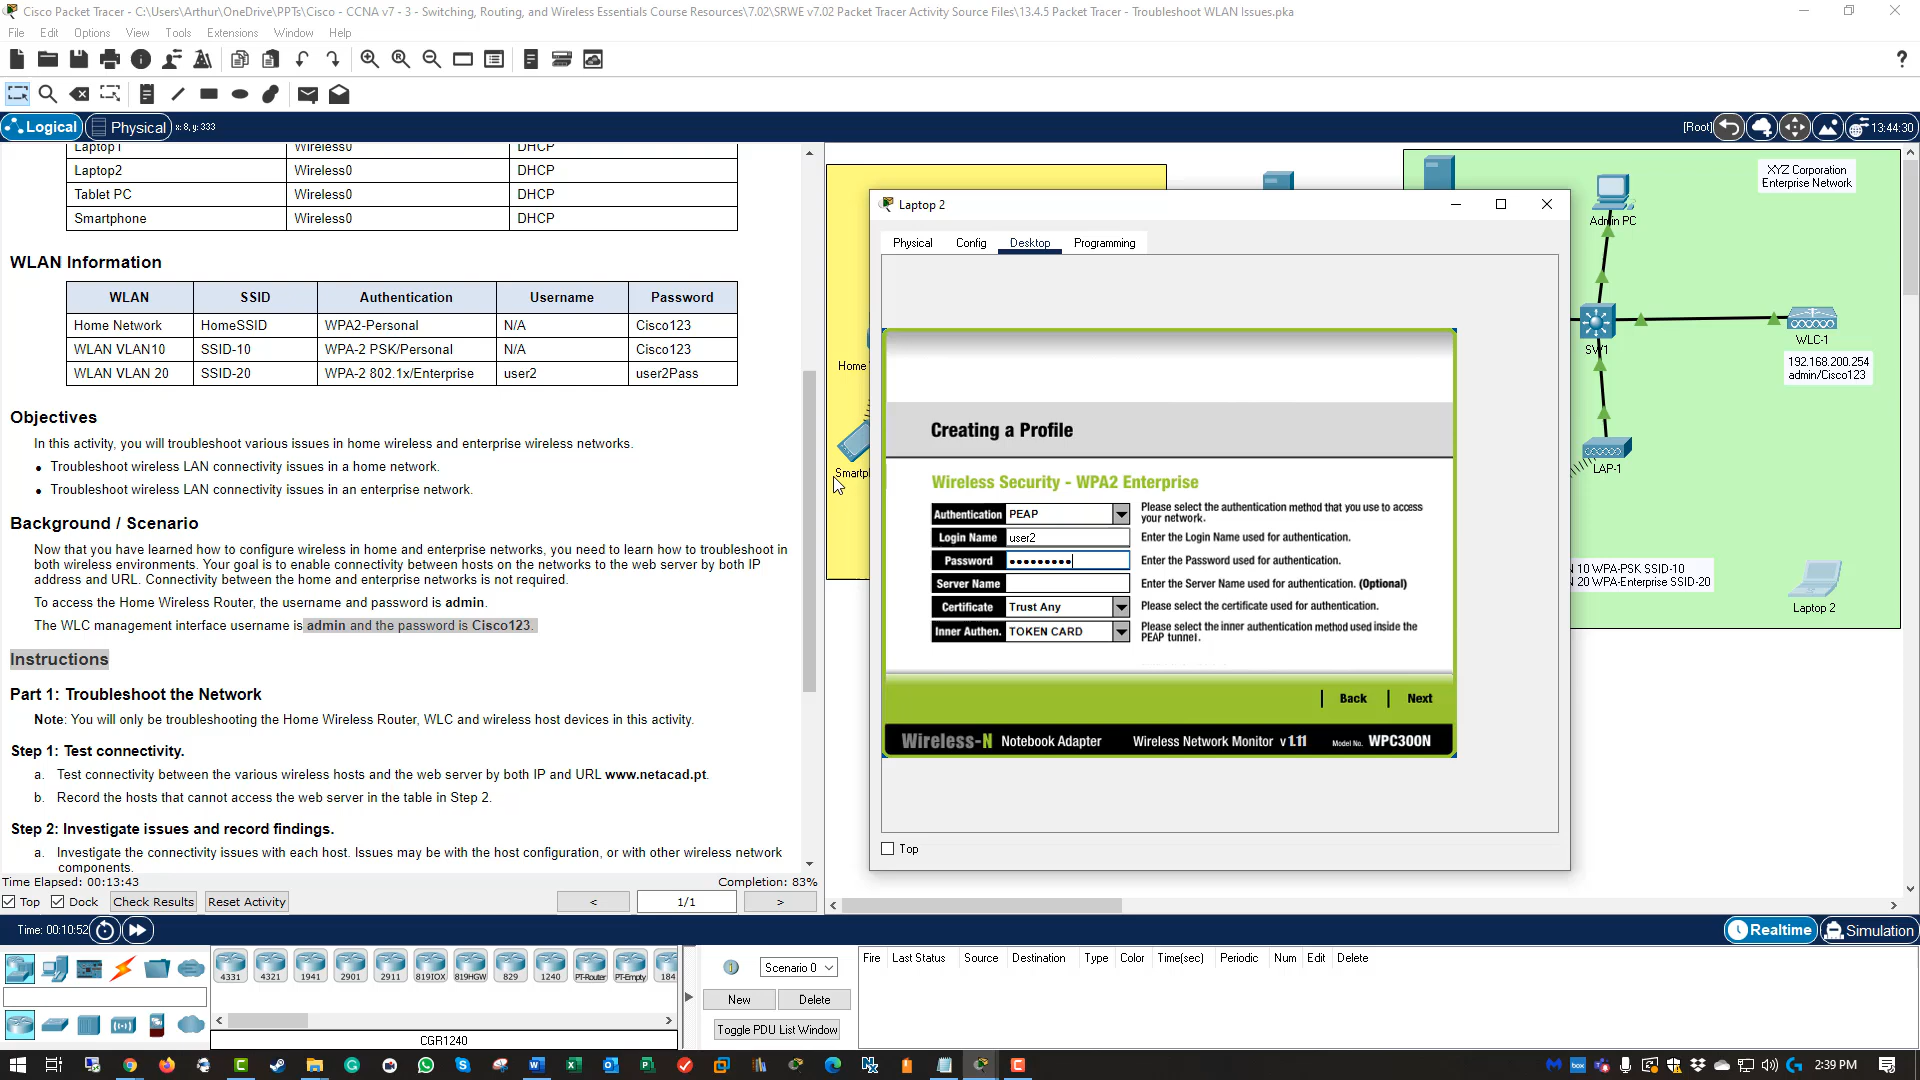 Cisco Packet Tracer - C:\Users\Arthur\OneDrive\PPTs\Cisco - CCNA v7 - 3 - Switching, Routing, and Wireless Essentials Course Resources\7.02\SRWE v7.02 Packet Tracer Activity Source Files\13.4.5 Packet Tracer - Troubleshoot WLAN Issues.pka
File Edit Options View Tools Extensions Window Help
Logical Physical x: 8, y: 333 [Root] 13:44:30
Laptop1 Wireless0 DHCP
Laptop2 Wireless0 DHCP
Tablet PC Wireless0 DHCP
Smartphone Wireless0 DHCP
WLAN Information
WLAN SSID Authentication Username Password
Home Network HomeSSID WPA2-Personal N/A Cisco123
WLAN VLAN10 SSID-10 WPA-2 PSK/Personal N/A Cisco123
WLAN VLAN 20 SSID-20 WPA-2 802.1x/Enterprise user2 user2Pass
Objectives
In this activity, you will troubleshoot various issues in home wireless and enterprise wireless networks.
• Troubleshoot wireless LAN connectivity issues in a home network.
• Troubleshoot wireless LAN connectivity issues in an enterprise network.
Background / Scenario
Now that you have learned how to configure wireless in home and enterprise networks, you need to learn how to troubleshoot in
both wireless environments. Your goal is to enable connectivity between hosts on the networks to the web server by both IP
address and URL. Connectivity between the home and enterprise networks is not required.
To access the Home Wireless Router, the username and password is admin.
The WLC management interface username is admin and the password is Cisco123.
Instructions
Part 1: Troubleshoot the Network
Note: You will only be troubleshooting the Home Wireless Router, WLC and wireless host devices in this activity.
Step 1: Test connectivity.
a. Test connectivity between the various wireless hosts and the web server by both IP and URL www.netacad.pt.
b. Record the hosts that cannot access the web server in the table in Step 2.
Step 2: Investigate issues and record findings.
a. Investigate the connectivity issues with each host. Issues may be with the host configuration, or with other wireless network
components.
Time Elapsed: 00:13:43 Completion: 83%
Top Dock Check Results Reset Activity < 1/1 >
Home
Smartp
Laptop 2
Physical Config Desktop Programming
Creating a Profile
Wireless Security - WPA2 Enterprise
Authentication PEAP Please select the authentication method that you use to access
your network.
Login Name user2 Enter the Login Name used for authentication.
Password ••••••••• Enter the Password used for authentication.
Server Name Enter the Server Name used for authentication. (Optional)
Certificate Trust Any Please select the certificate used for authentication.
Inner Authen. TOKEN CARD Please select the inner authentication method used inside the
PEAP tunnel.
Back Next
Wireless-N Notebook Adapter Wireless Network Monitor v1.11 Model No. WPC300N
Top
XYZ Corporation
Enterprise Network
Admin PC
SW1
WLC-1
192.168.200.254
admin/Cisco123
LAP-1
10 WPA-PSK SSID-10
20 WPA-Enterprise SSID-20
Laptop 2
Time: 00:10:52 Realtime Simulation
4331 4321 1941 2901 2911 819IOX 819HGW 829 1240 PT-Router PT-Empty 184
CGR1240
Scenario 0
New Delete
Toggle PDU List Window
Fire Last Status Source Destination Type Color Time(sec) Periodic Num Edit Delete
2:39 PM